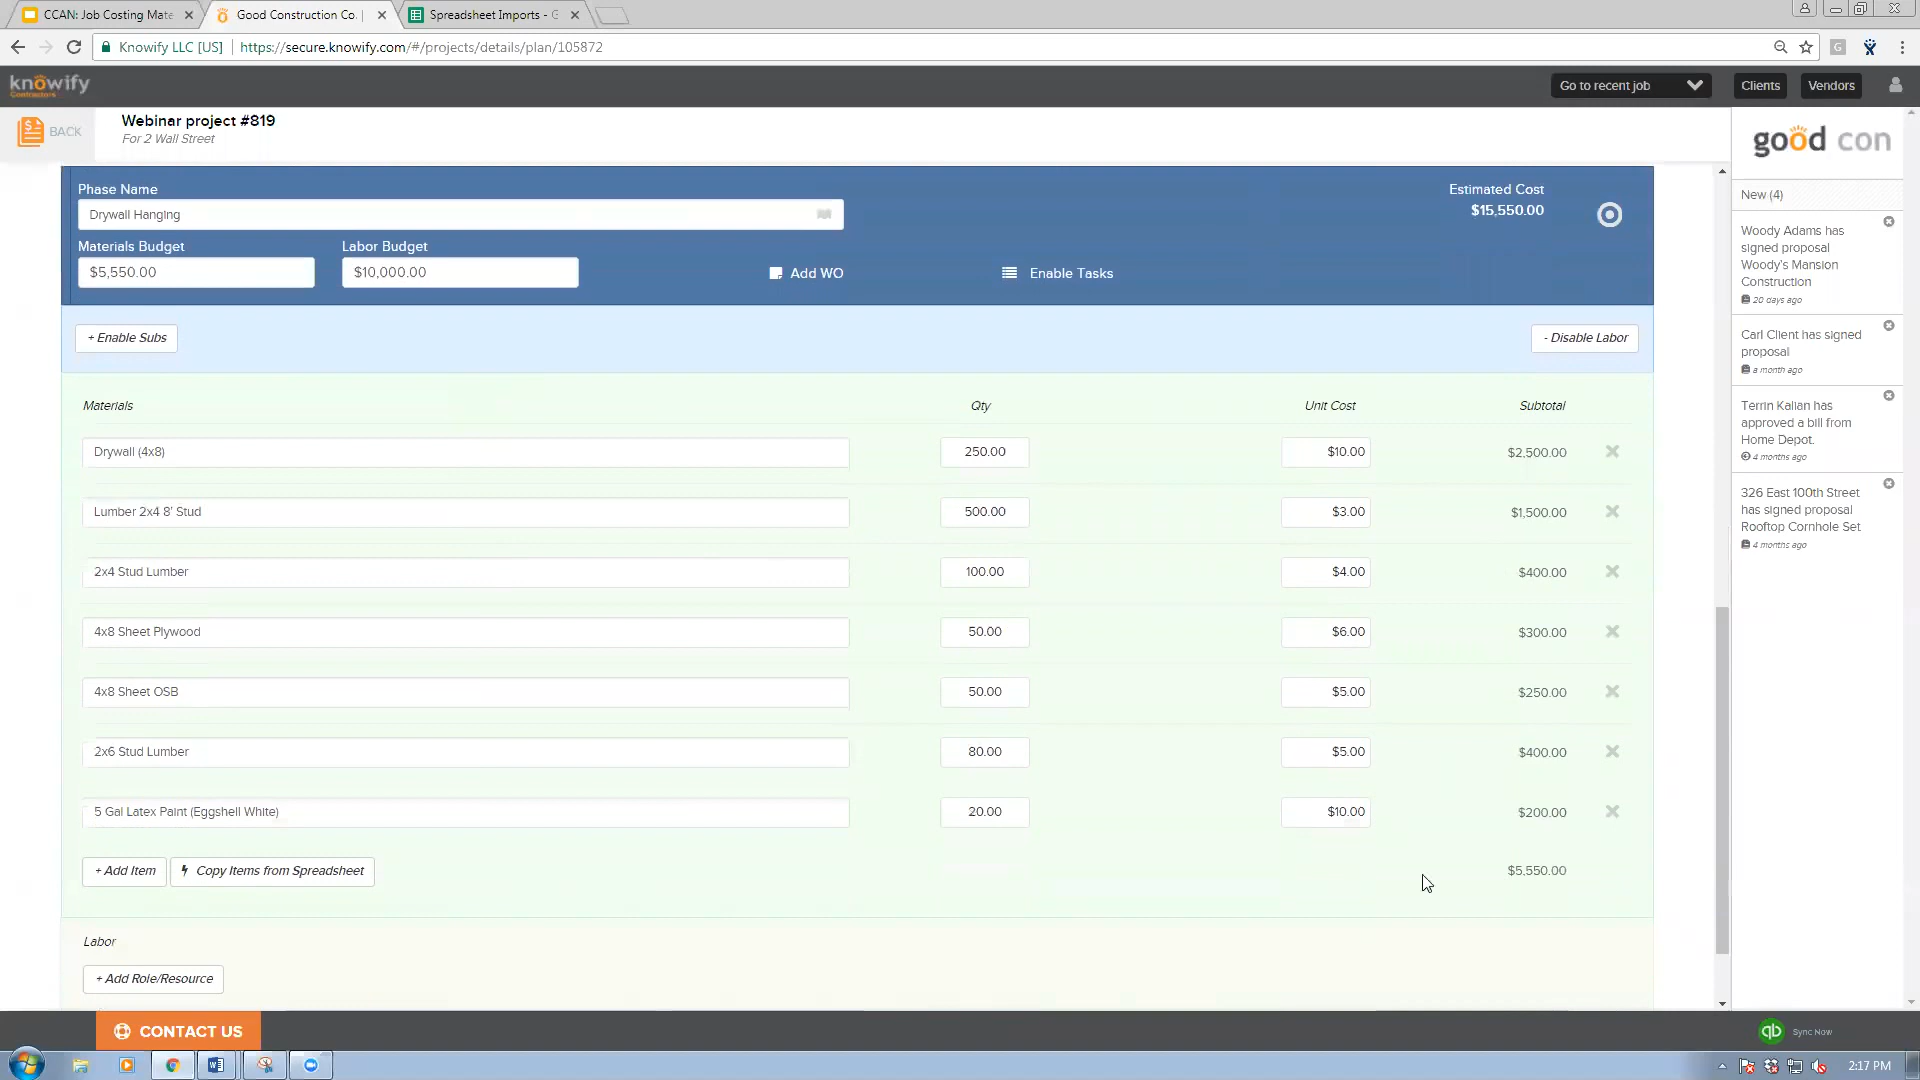 CCAN: Job Costing Mate
Good Construction Co. |
Spreadsheet Imports - G
Knowify LLC [US]
https://secure.knowify.com/#/projects/details/plan/105872
knowify
Contractors
Go to recent job
Clients
Vendors
BACK
Webinar project #819
For 2 Wall Street
Phase Name
Drywall Hanging
Estimated Cost
$15,550.00
Materials Budget
Labor Budget
$5,550.00
$10,000.00
Add WO
Enable Tasks
+ Enable Subs
- Disable Labor
Materials Qty Unit Cost Subtotal
Drywall (4x8) 250.00 $10.00 $2,500.00
Lumber 2x4 8' Stud 500.00 $3.00 $1,500.00
2x4 Stud Lumber 100.00 $4.00 $400.00
4x8 Sheet Plywood 50.00 $6.00 $300.00
4x8 Sheet OSB 50.00 $5.00 $250.00
2x6 Stud Lumber 80.00 $5.00 $400.00
5 Gal Latex Paint (Eggshell White) 20.00 $10.00 $200.00
+ Add Item
Copy Items from Spreadsheet
$5,550.00
Labor
+ Add Role/Resource
good con
New (4)
Woody Adams has
signed proposal
Woody's Mansion
Construction
20 days ago
Carl Client has signed
proposal
a month ago
Terrin Kalian has
approved a bill from
Home Depot.
4 months ago
326 East 100th Street
has signed proposal
Rooftop Cornhole Set
4 months ago
CONTACT US
qb
Sync Now
2:17 PM